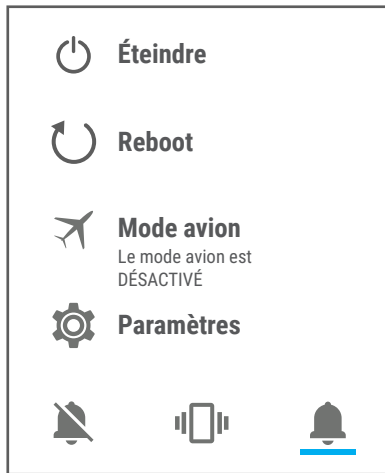 Éteindre
Reboot
Mode avion
Le mode avion est
DÉSACTIVÉ
Paramètres